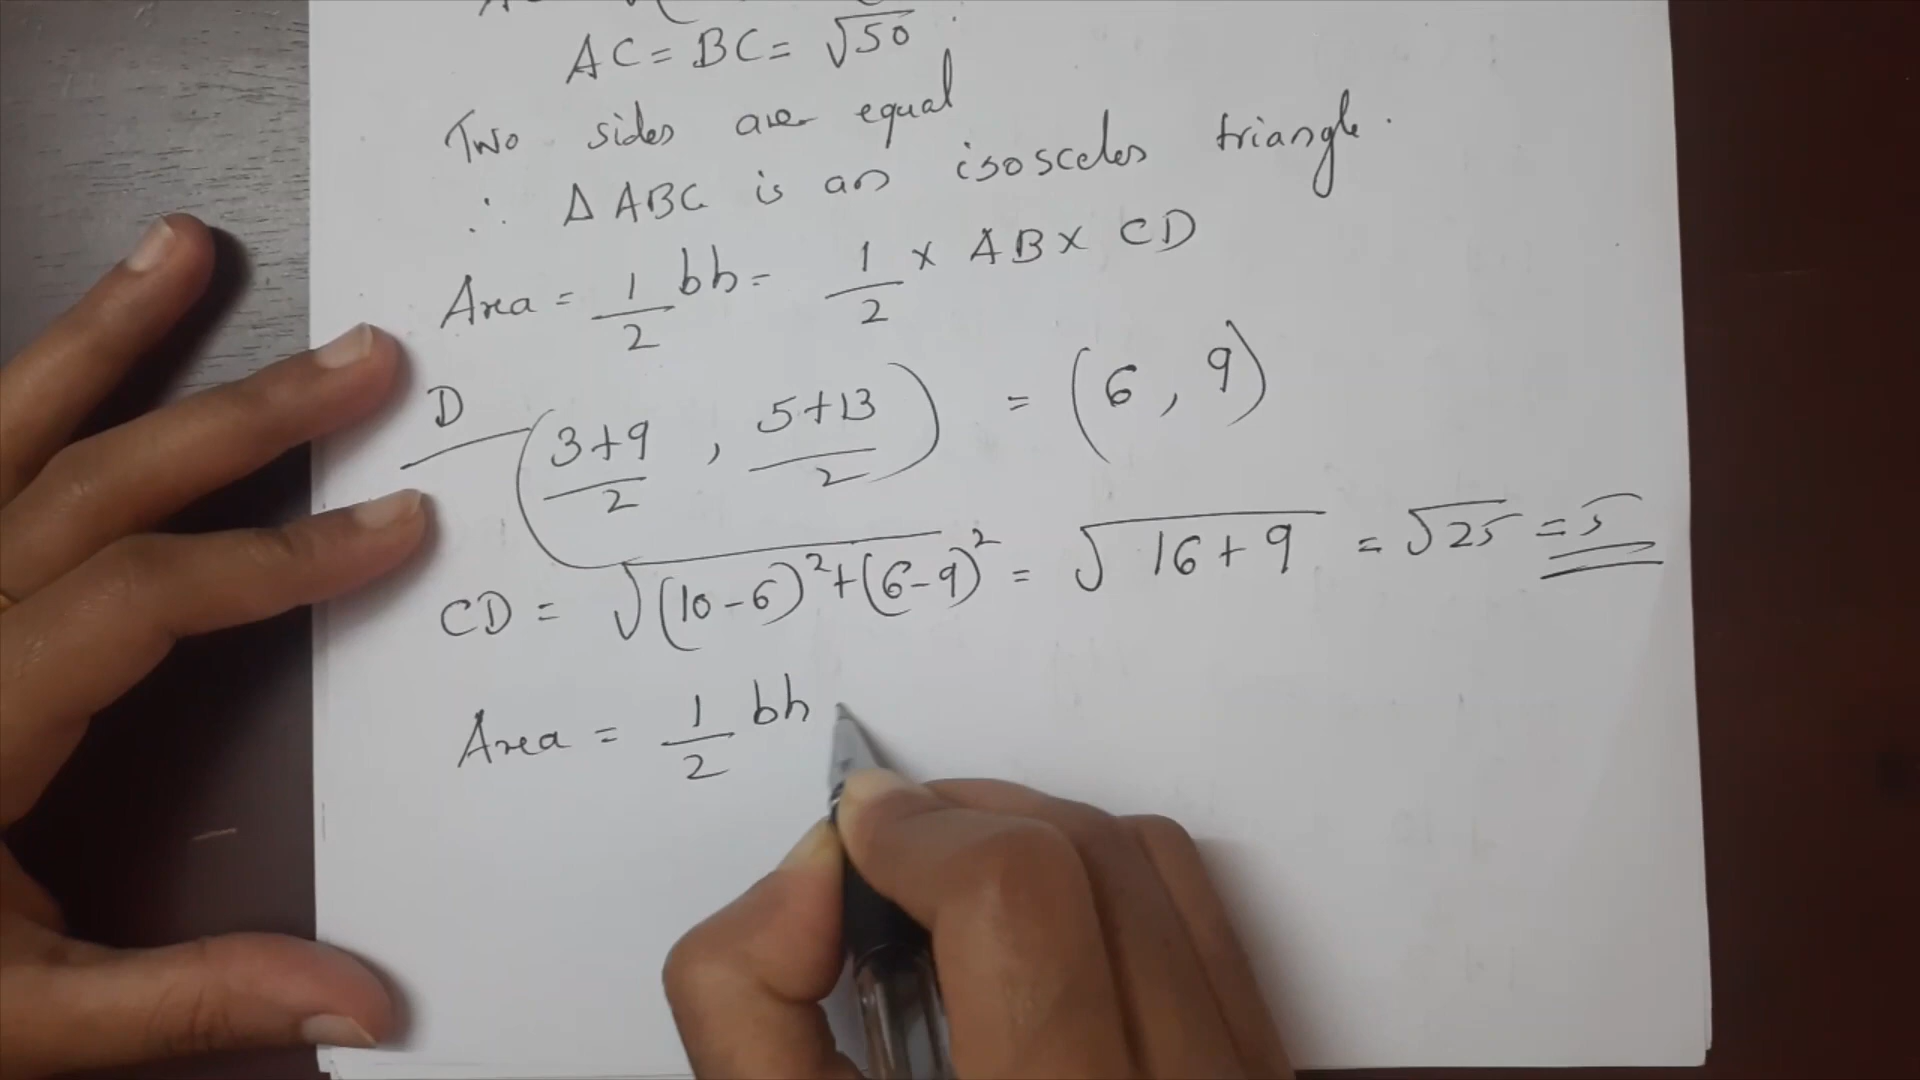 AC = BC = √50
Two sides are equal
∴ Δ ABC is an isosceles triangle.
Area = 1/2 bh = 1/2 × AB × CD
D (3+9/2 , 5+13/2) = (6 , 9)
CD = √(10-6)²+(6-9)² = √16+9 = √25 = 5
Area = 1/2 bh